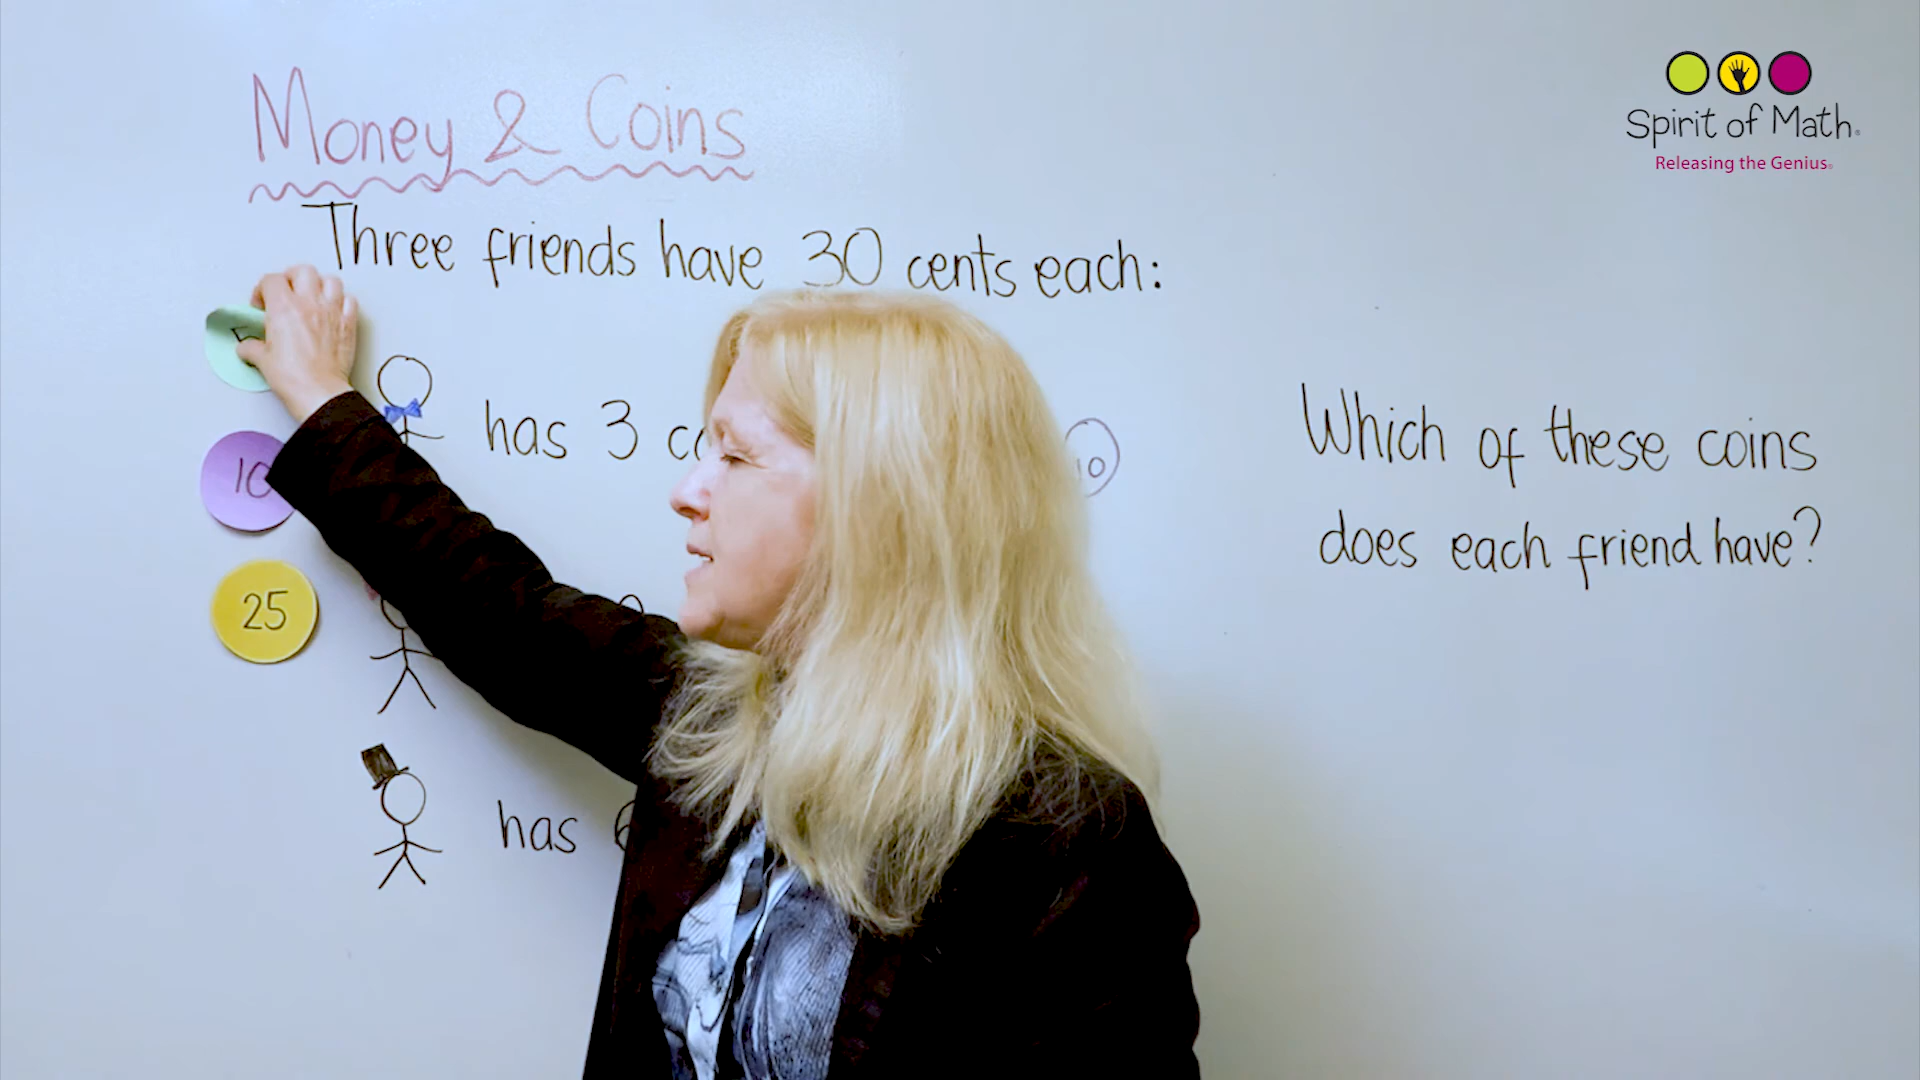 Money & Coins
Spirit of Math
Releasing the Genius
Three friends have 30 cents each:
5
has 3
10
10
25
has
Which of these coins
does each friend have?